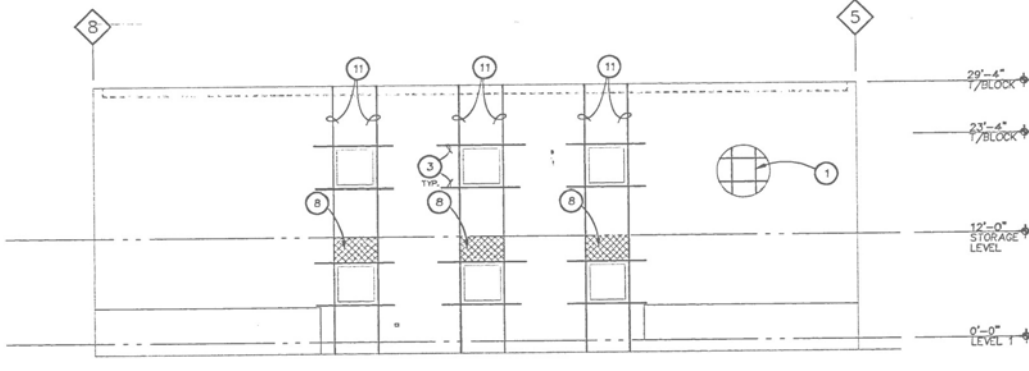 8
5
11
11
11
29'-4"
T/BLOCK
23'-4"
T/BLOCK
3
TYP.
1
8
8
8
12'-0"
STORAGE
LEVEL
0'-0"
LEVEL 1